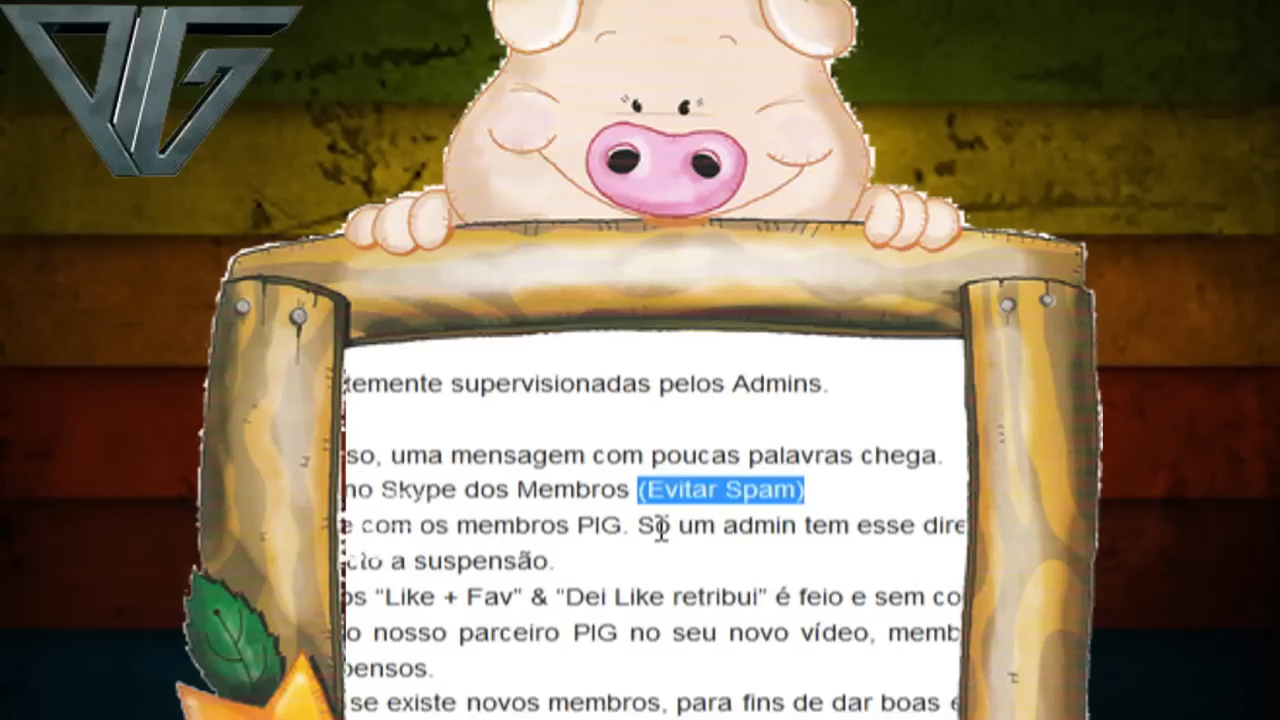 temente supervisionadas pelos Admins.
so, uma mensagem com poucas palavras chega.
no Skype dos Membros (Evitar Spam)
e com os membros PIG. Só um admin tem esse dire
a suspensão.
os “Like + Fav” & “Dei Like retribui” é feio e sem co
o nosso parceiro PIG no seu novo vídeo, memb
pensos.
se existe novos membros, para fins de dar boas e